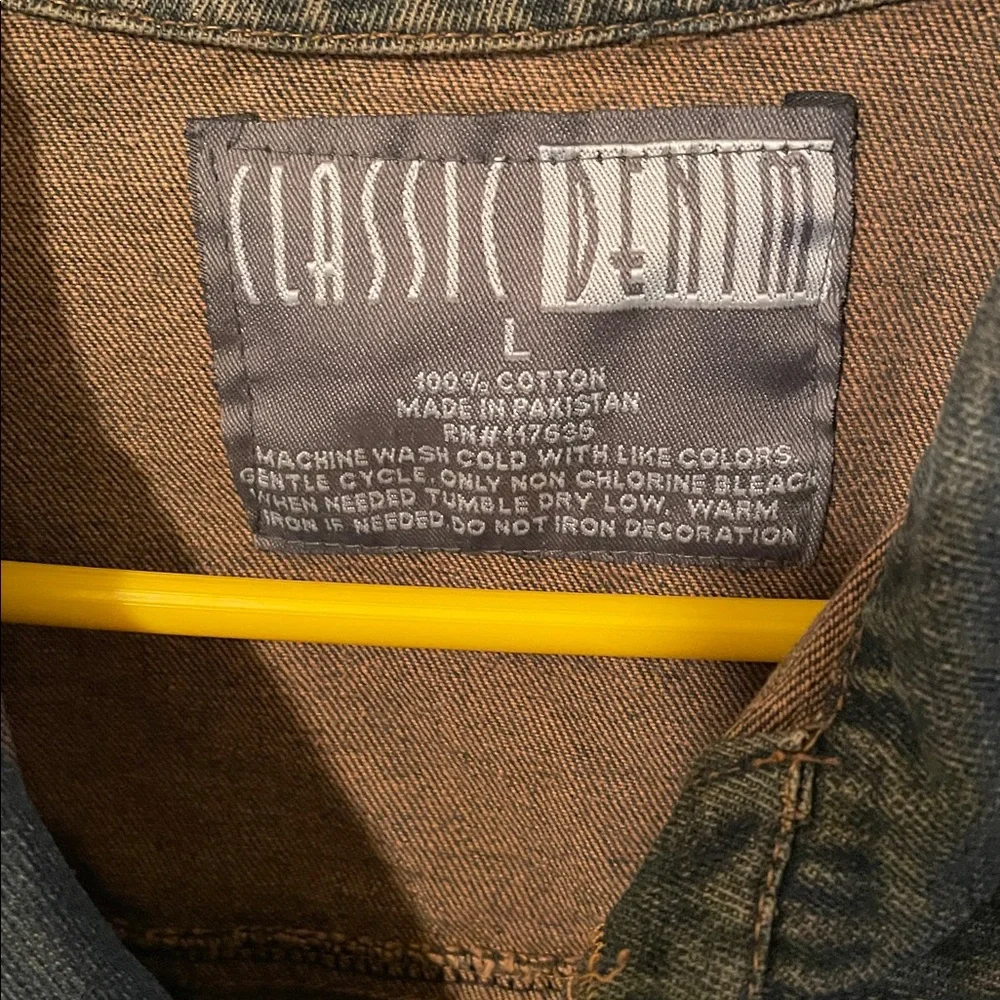 CLASSIC DENIM
L
100% COTTON
MADE IN PAKISTAN
RN# 117636
MACHINE WASH COLD WITH LIKE COLORS.
GENTLE CYCLE. ONLY NON CHLORINE BLEACH
WHEN NEEDED TUMBLE DRY LOW. WARM
IRON IF NEEDED. DO NOT IRON DECORATION